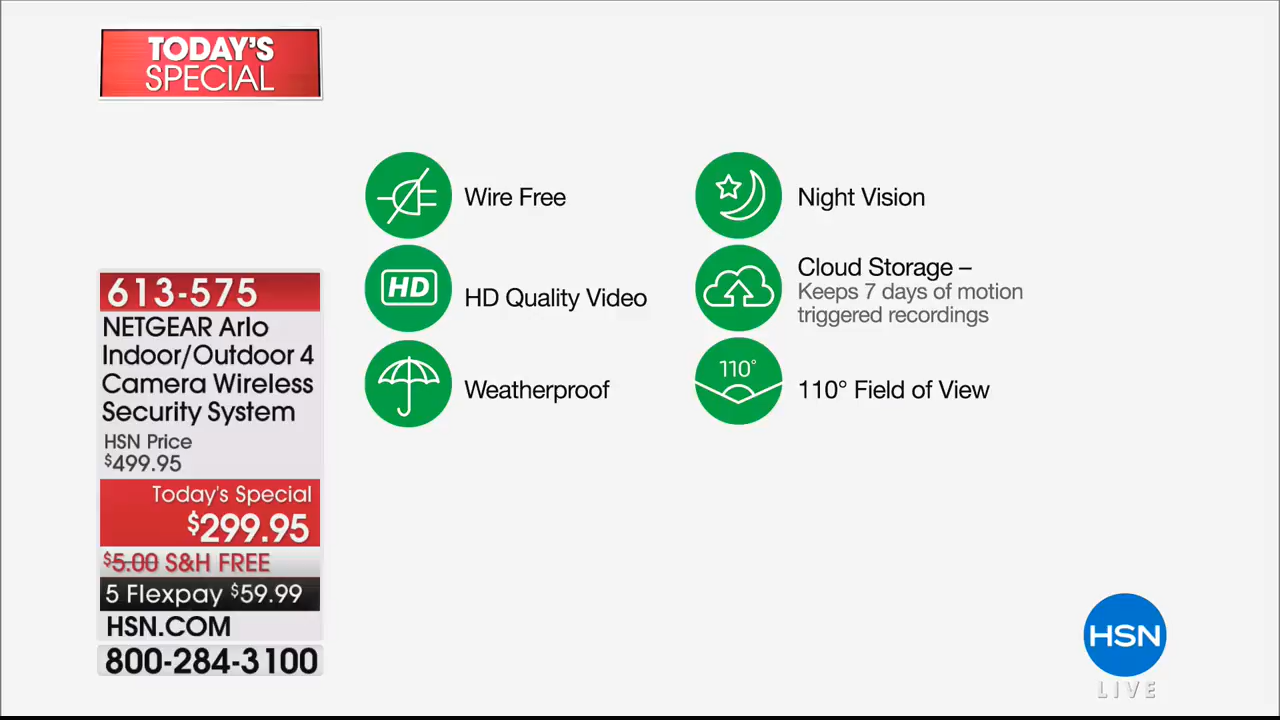 TODAY'S
SPECIAL
Wire Free
Night Vision
HD
HD Quality Video
Cloud Storage –
Keeps 7 days of motion
triggered recordings
Weatherproof
110°
110° Field of View
613-575
NETGEAR Arlo
Indoor/Outdoor 4
Camera Wireless
Security System
HSN Price
$499.95
Today's Special
$299.95
$5.00 S&H FREE
5 Flexpay $59.99
HSN.COM
800-284-3100
HSN
LIVE